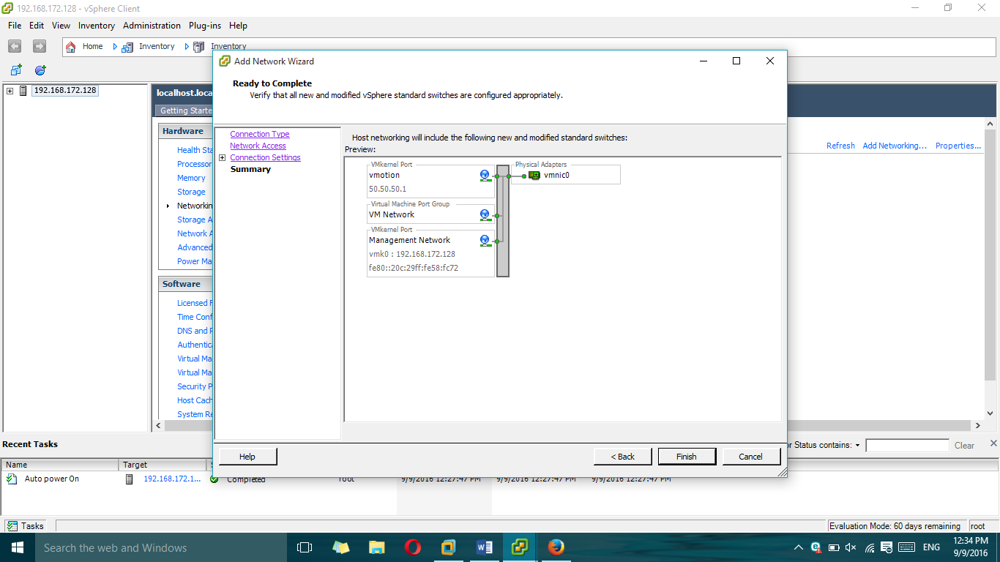 192.168.172.128 - vSphere Client
File Edit View Inventory Administration Plug-ins Help
Home Inventory Inventory
Add Network Wizard
Ready to Complete
Verify that all new and modified vSphere standard switches are configured appropriately.
192.168.172.128
localhost.loca
Getting Starte
Hardware
Health Sta
Processor
Memory
Storage
Networkin
Storage A
Network A
Advanced
Power Ma
Software
Licensed F
Time Conf
DNS and R
Authentica
Virtual Ma
Virtual Ma
Security P
Host Cach
System Re
Connection Type
Network Access
Connection Settings
Summary
Host networking will include the following new and modified standard switches:
Preview:
VMkernel Port
vmotion
50.50.50.1
Virtual Machine Port Group
VM Network
VMkernel Port
Management Network
vmk0 : 192.168.172.128
fe80::20c:29ff:fe58:fc72
Physical Adapters
vmnic0
Refresh Add Networking... Properties...
Help < Back Finish Cancel
Recent Tasks
or Status contains: Clear
Name Target
Auto power On 192.168.172.1... Completed root 9/9/2016 12:27:47 PM 9/9/2016 12:27:47 PM 9/9/2016 12:27:47 PM
Tasks Evaluation Mode: 60 days remaining root
Search the web and Windows
ENG
12:34 PM
9/9/2016